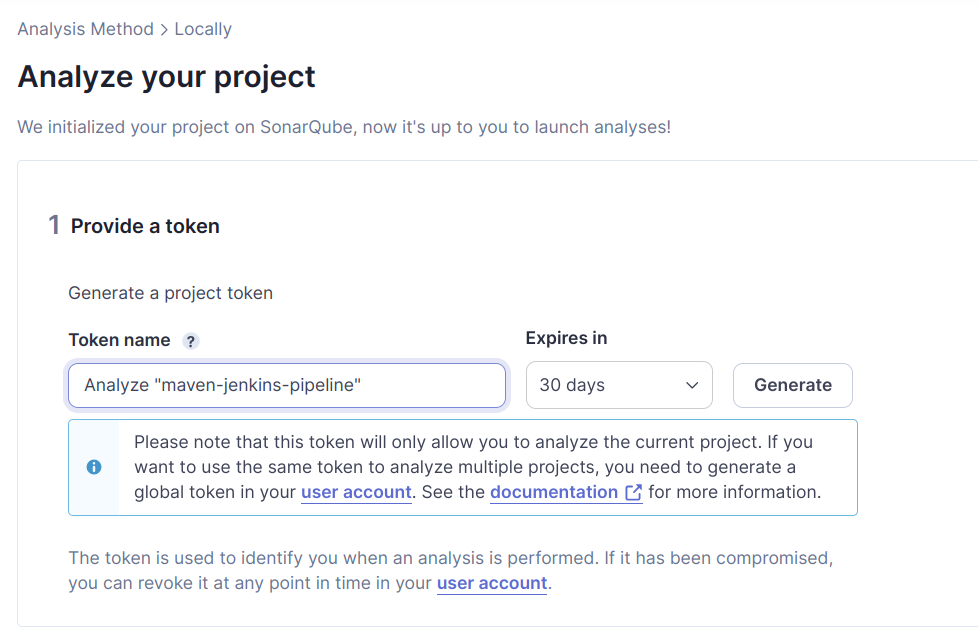 Analysis Method > Locally
Analyze your project
We initialized your project on SonarQube, now it's up to you to launch analyses!
1 Provide a token
Generate a project token
Token name ?
Expires in
Analyze "maven-jenkins-pipeline"
30 days
Generate
Please note that this token will only allow you to analyze the current project. If you
want to use the same token to analyze multiple projects, you need to generate a
global token in your user account. See the documentation for more information.
The token is used to identify you when an analysis is performed. If it has been compromised,
you can revoke it at any point in time in your user account.